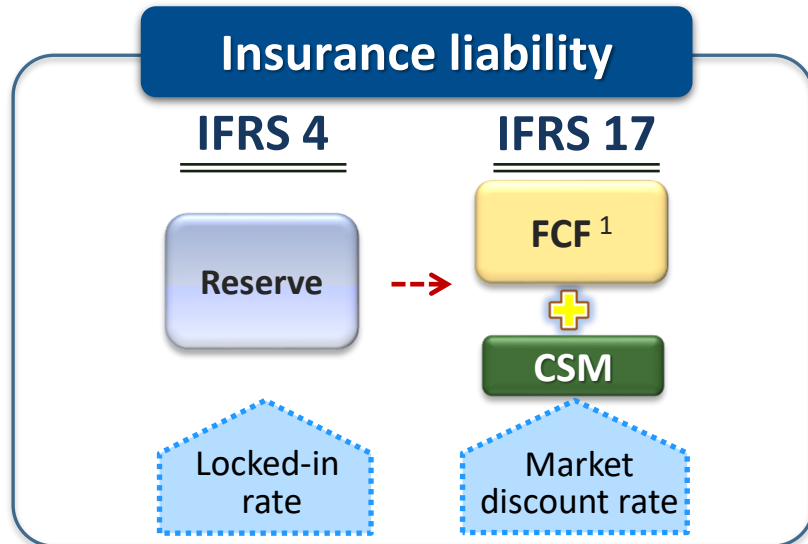 Insurance liability
IFRS 4
IFRS 17
Reserve
FCF 1
CSM
Locked-in
rate
Market
discount rate